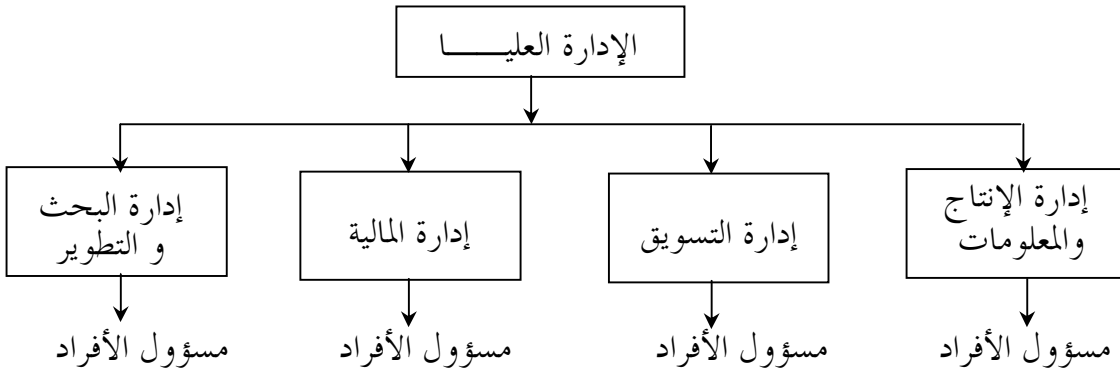 الإدارة العليـــــا
إدارة الإنتاج
والمعلومات
إدارة التسويق
إدارة المالية
إدارة البحث
و التطوير
مسؤول الأفراد
مسؤول الأفراد
مسؤول الأفراد
مسؤول الأفراد